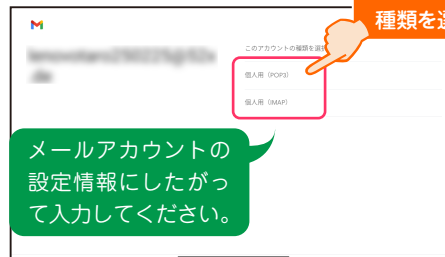 種類を選
このアカウントの種類を選択
個人用（POP3）
個人用（IMAP）
メールアカウントの
設定情報にしたがっ
て入力してください。